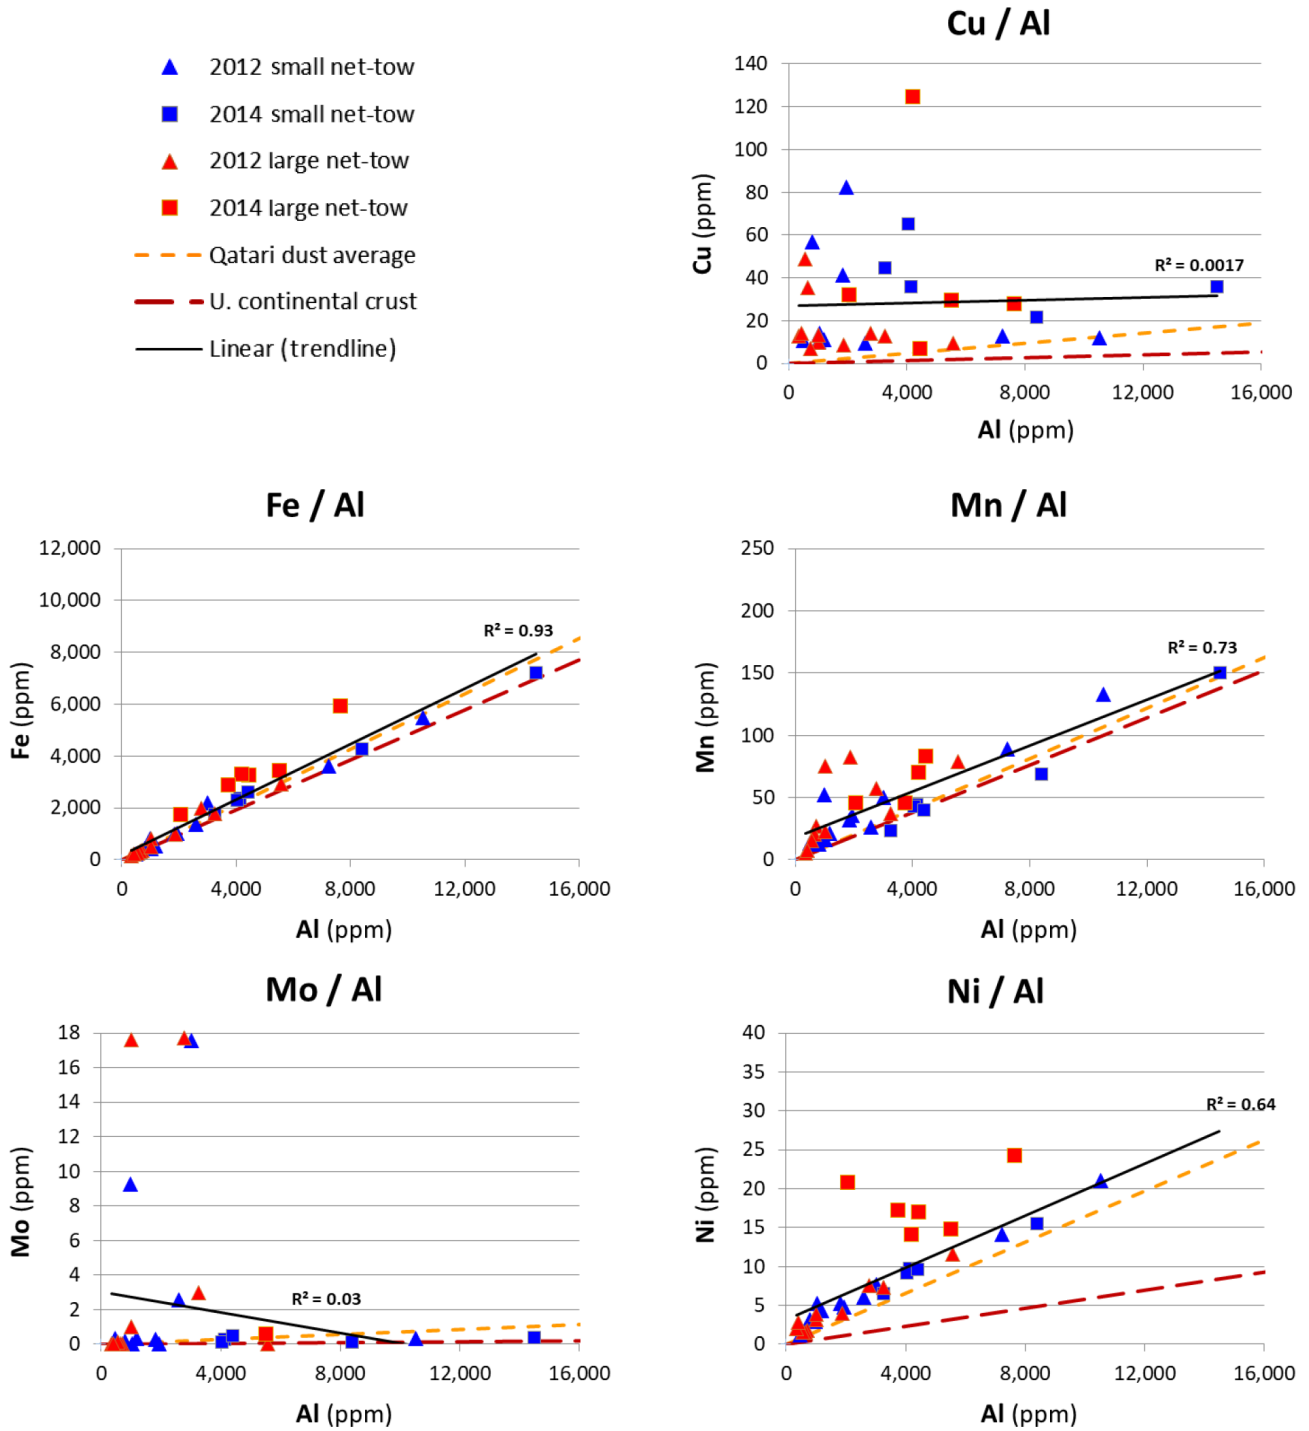 2012 small net-tow
2014 small net-tow
2012 large net-tow
2014 large net-tow
Qatari dust average
U. continental crust
Linear (trendline)
Cu / Al
140
120
100
80
60
40
20
0
Cu (ppm)
R² = 0.0017
0 4,000 8,000 12,000 16,000
Al (ppm)
Fe / Al
12,000
10,000
8,000
6,000
4,000
2,000
0
Fe (ppm)
R² = 0.93
0 4,000 8,000 12,000 16,000
Al (ppm)
Mn / Al
250
200
150
100
50
0
Mn (ppm)
R² = 0.73
0 4,000 8,000 12,000 16,000
Al (ppm)
Mo / Al
18
16
14
12
10
8
6
4
2
0
Mo (ppm)
R² = 0.03
0 4,000 8,000 12,000 16,000
Al (ppm)
Ni / Al
40
35
30
25
20
15
10
5
0
Ni (ppm)
R² = 0.64
0 4,000 8,000 12,000 16,000
Al (ppm)